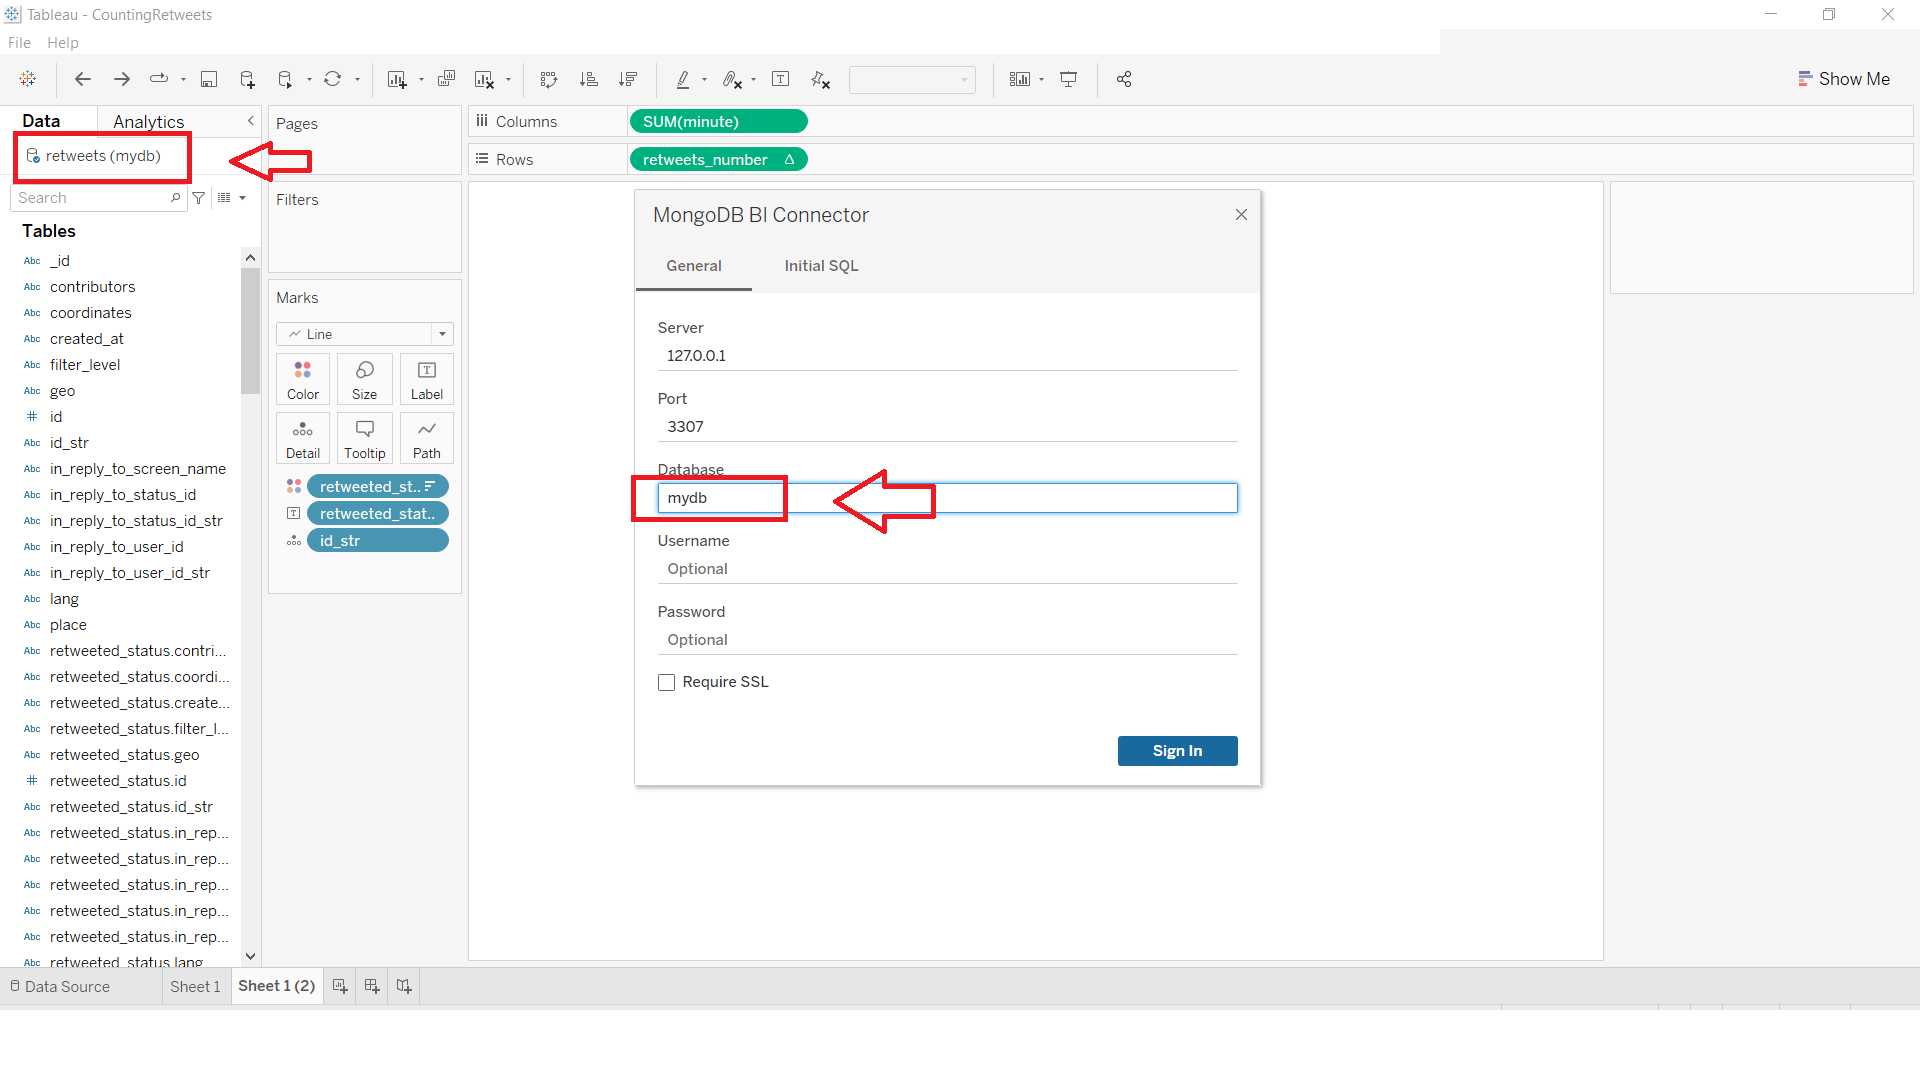 Tableau - CountingRetweets
File Help
Show Me
Data Analytics
retweets (mydb)
Search
Tables
Abc _id
Abc contributors
Abc coordinates
Abc created_at
Abc filter_level
Abc geo
# id
Abc id_str
Abc in_reply_to_screen_name
Abc in_reply_to_status_id
Abc in_reply_to_status_id_str
Abc in_reply_to_user_id
Abc in_reply_to_user_id_str
Abc lang
Abc place
Abc retweeted_status.contri...
Abc retweeted_status.coordi...
Abc retweeted_status.create...
Abc retweeted_status.filter_l...
Abc retweeted_status.geo
# retweeted_status.id
Abc retweeted_status.id_str
Abc retweeted_status.in_rep...
Abc retweeted_status.in_rep...
Abc retweeted_status.in_rep...
Abc retweeted_status.in_rep...
Abc retweeted_status.in_rep...
Abc retweeted_status.lang
Pages
Filters
Marks
Line
Color Size Label
Detail Tooltip Path
retweeted_st..
T retweeted_stat..
id_str
Columns SUM(minute)
Rows retweets_number Δ
MongoDB BI Connector
General Initial SQL
Server
127.0.0.1
Port
3307
Database
mydb
Username
Optional
Password
Optional
Require SSL
Sign In
Data Source Sheet 1 Sheet 1 (2)